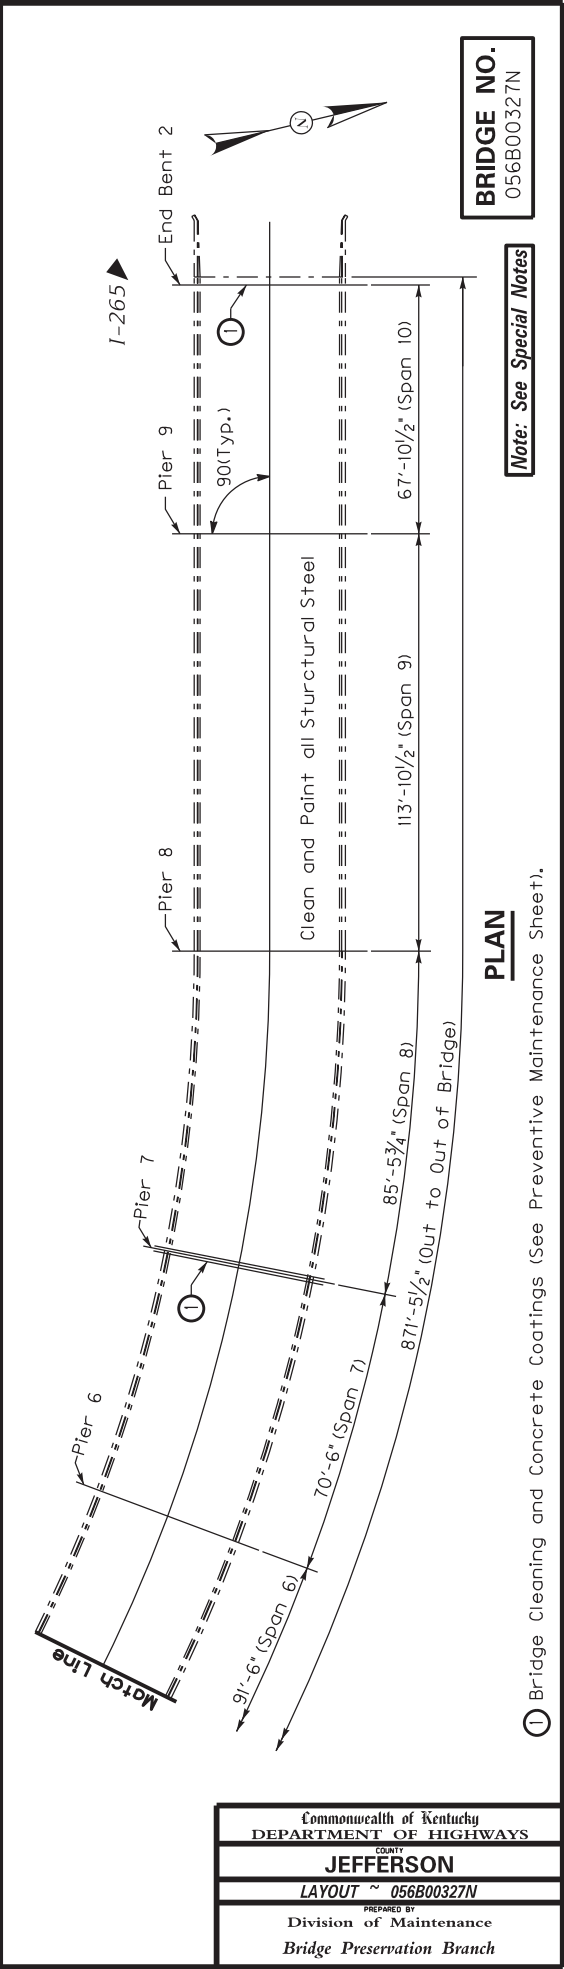 BRIDGE NO.
056B00327N
N
I-265
End Bent 2
1
Pier 9
90(Typ.)
67'-10½" (Span 10)
Note: See Special Notes
Clean and Paint all Sturctural Steel
113'-10½" (Span 9)
Pier 8
PLAN
85'-5¾" (Span 8)
871'-5½" (Out to Out of Bridge)
Pier 7
1
70'-6" (Span 7)
Pier 6
91'-6" (Span 6)
Match Line
1 Bridge Cleaning and Concrete Coatings (See Preventive Maintenance Sheet).
Commonwealth of Kentucky
DEPARTMENT OF HIGHWAYS
COUNTY
JEFFERSON
LAYOUT ~ 056B00327N
PREPARED BY
Division of Maintenance
Bridge Preservation Branch